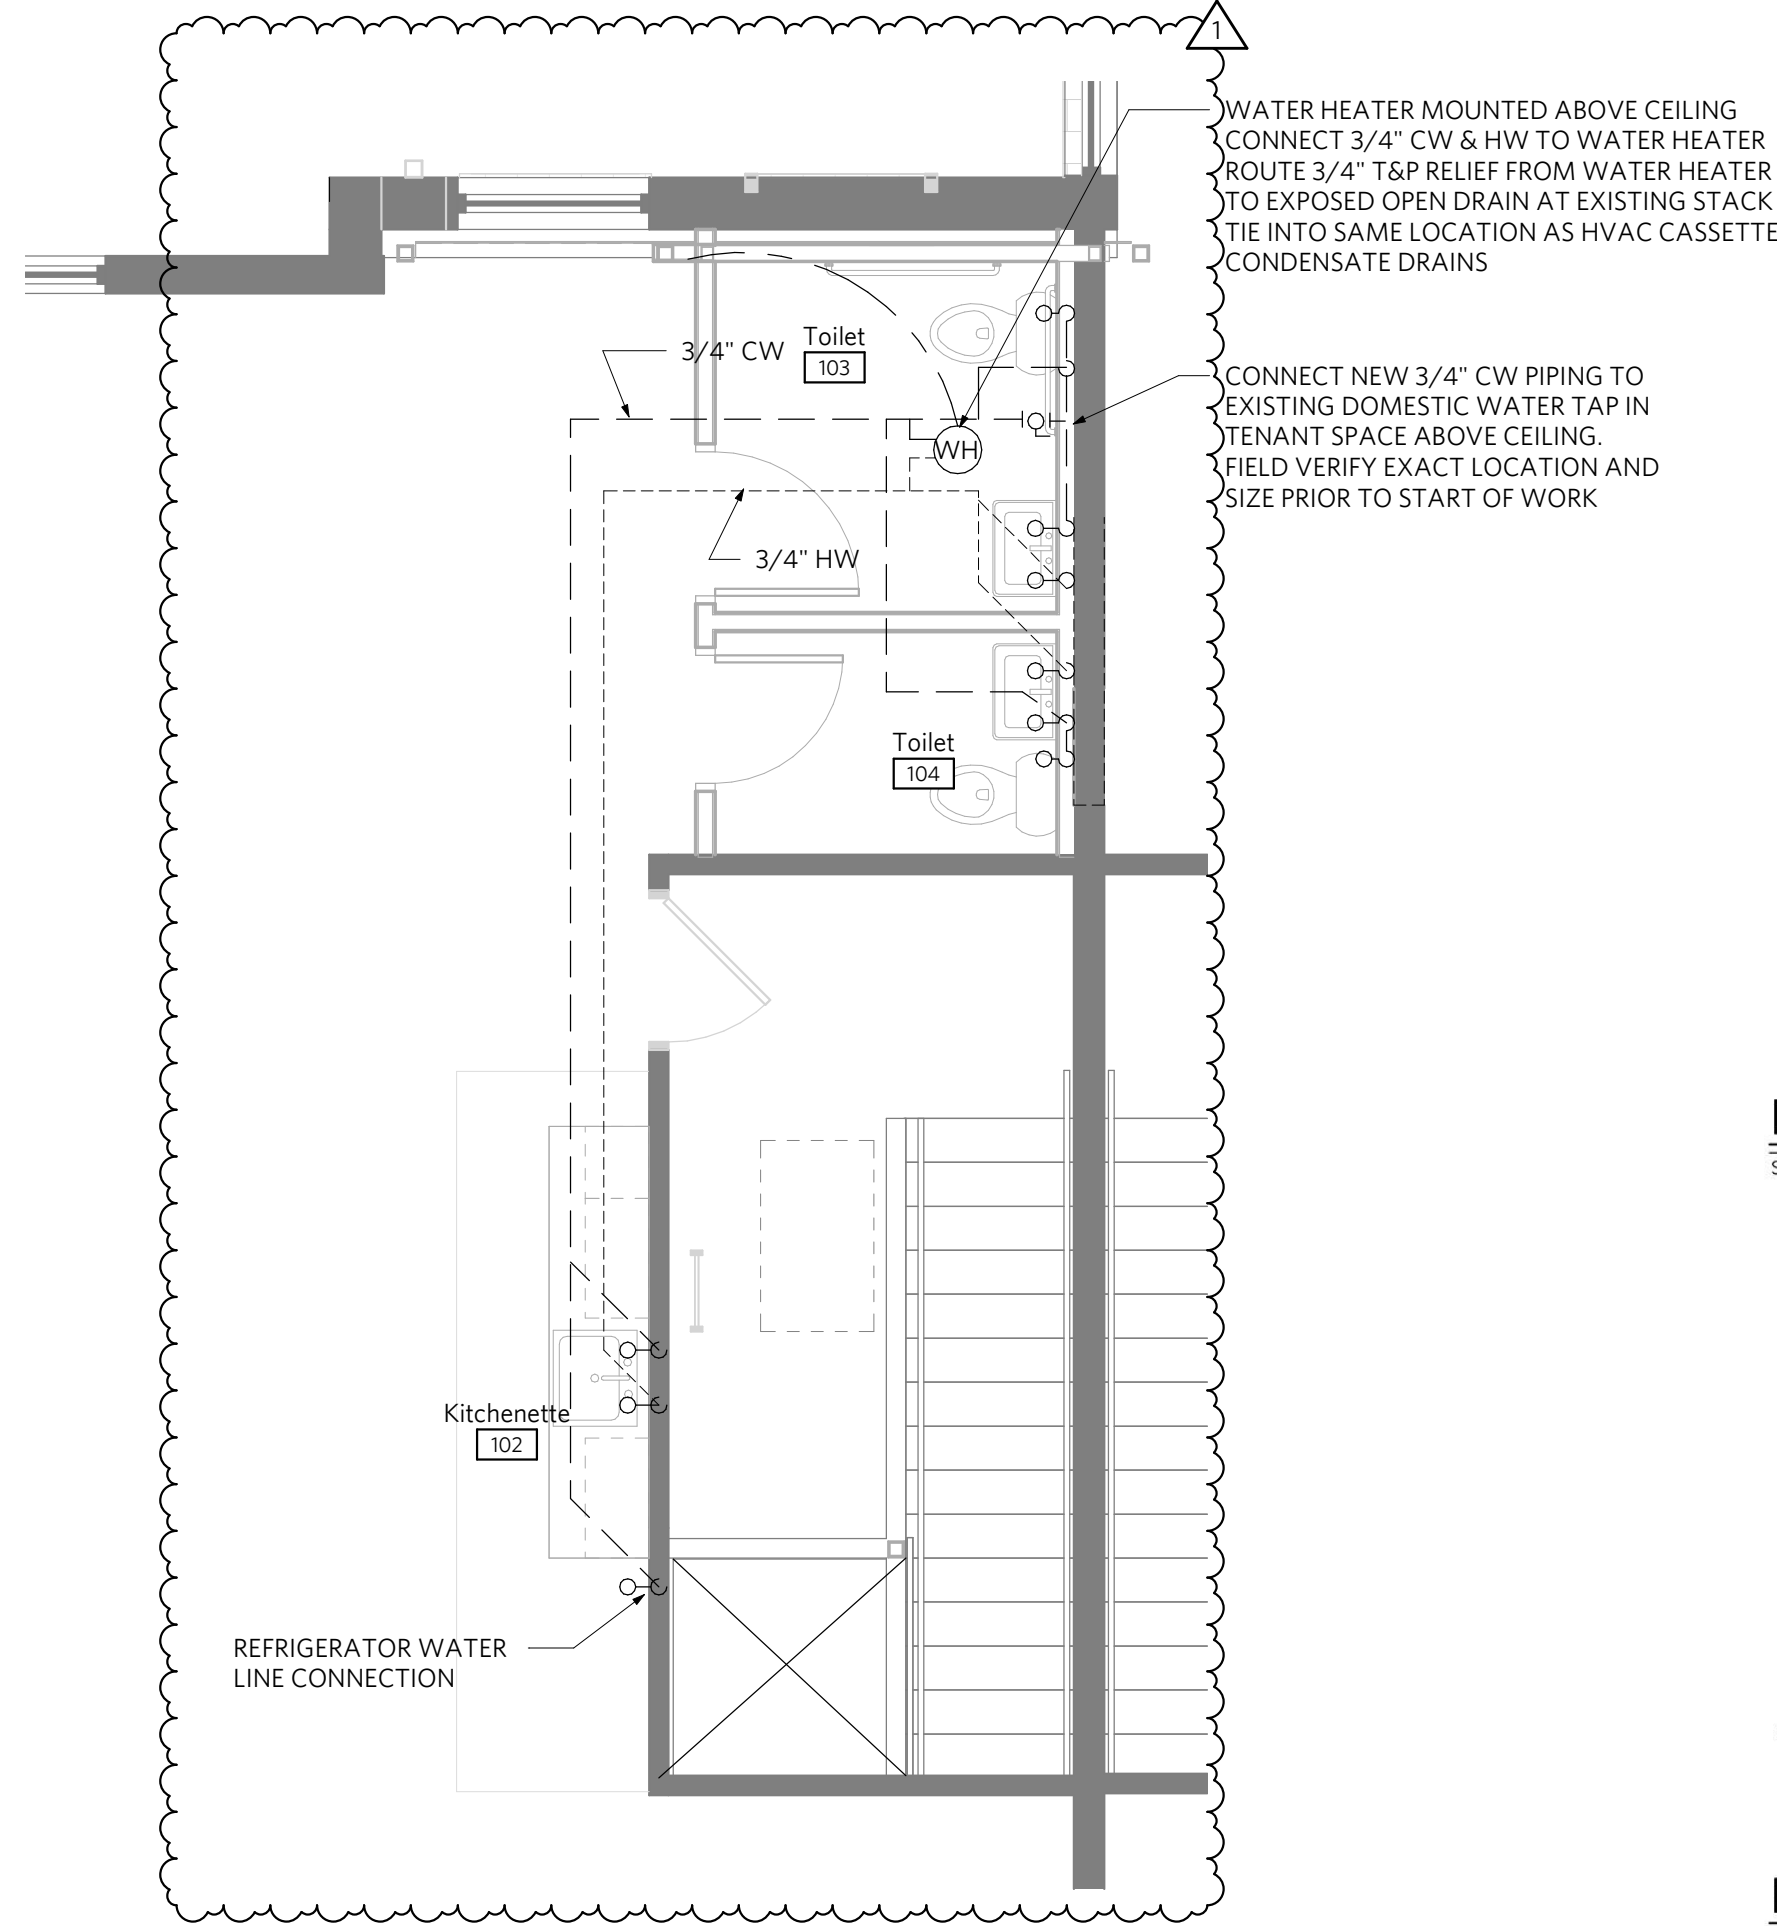 1
WATER HEATER MOUNTED ABOVE CEILING
CONNECT 3/4" CW & HW TO WATER HEATER
ROUTE 3/4" T&P RELIEF FROM WATER HEATER
TO EXPOSED OPEN DRAIN AT EXISTING STACK
TIE INTO SAME LOCATION AS HVAC CASSETTE
CONDENSATE DRAINS
3/4" CW
Toilet
103
CONNECT NEW 3/4" CW PIPING TO
EXISTING DOMESTIC WATER TAP IN
TENANT SPACE ABOVE CEILING.
FIELD VERIFY EXACT LOCATION AND
SIZE PRIOR TO START OF WORK
WH
3/4" HW
Toilet
104
Kitchenette
102
REFRIGERATOR WATER
LINE CONNECTION